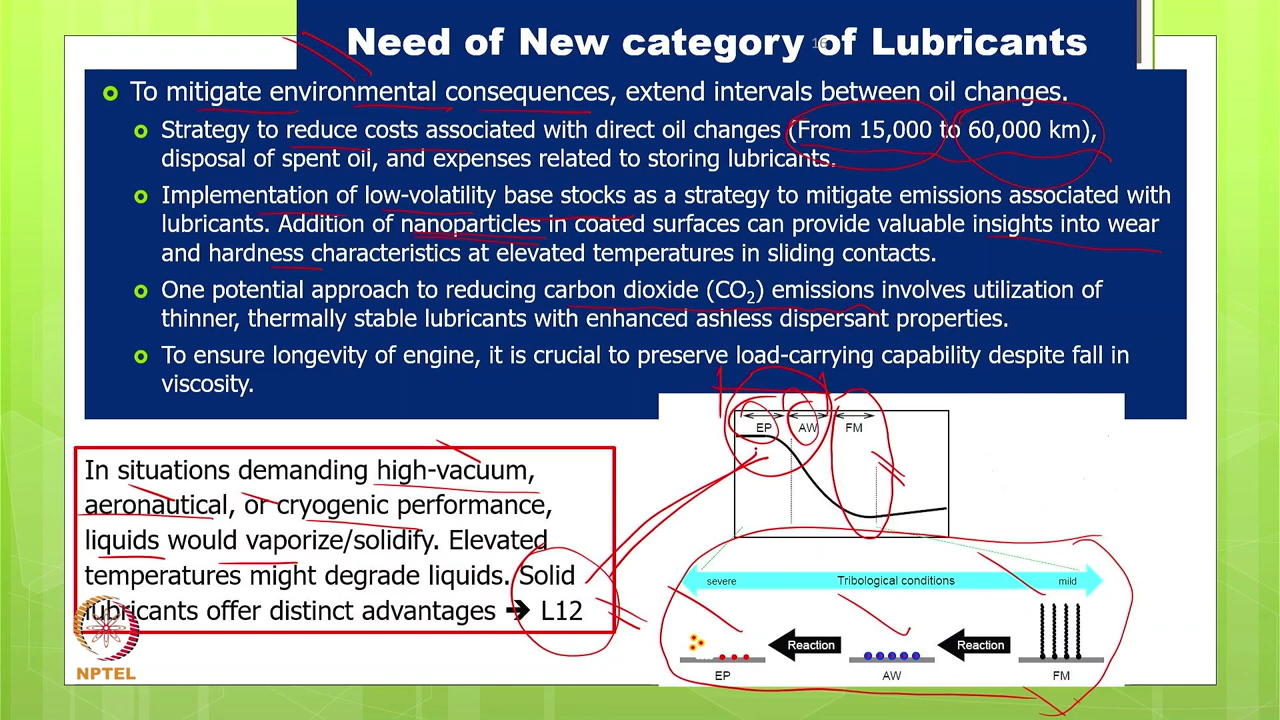 Need of New category of Lubricants
16
To mitigate environmental consequences, extend intervals between oil changes.
Strategy to reduce costs associated with direct oil changes (From 15,000 to 60,000 km),
disposal of spent oil, and expenses related to storing lubricants.
Implementation of low-volatility base stocks as a strategy to mitigate emissions associated with
lubricants. Addition of nanoparticles in coated surfaces can provide valuable insights into wear
and hardness characteristics at elevated temperatures in sliding contacts.
One potential approach to reducing carbon dioxide (CO₂) emissions involves utilization of
thinner, thermally stable lubricants with enhanced ashless dispersant properties.
To ensure longevity of engine, it is crucial to preserve load-carrying capability despite fall in
viscosity.
In situations demanding high-vacuum,
aeronautical, or cryogenic performance,
liquids would vaporize/solidify. Elevated
temperatures might degrade liquids. Solid
lubricants offer distinct advantages ➔ L12
NPTEL
EP AW FM
severe Tribological conditions mild
Reaction Reaction
EP AW FM